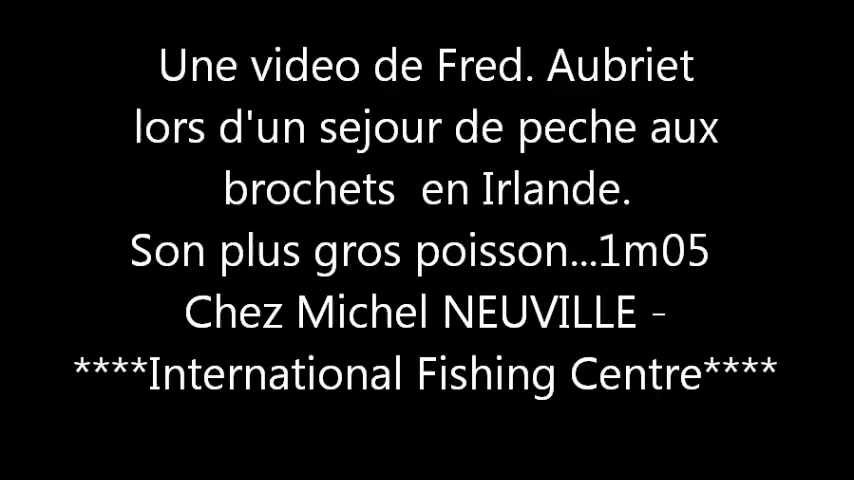 Une video de Fred. Aubriet
lors d'un sejour de peche aux
brochets  en Irlande.
Son plus gros poisson...1m05
Chez Michel NEUVILLE -
****International Fishing Centre****